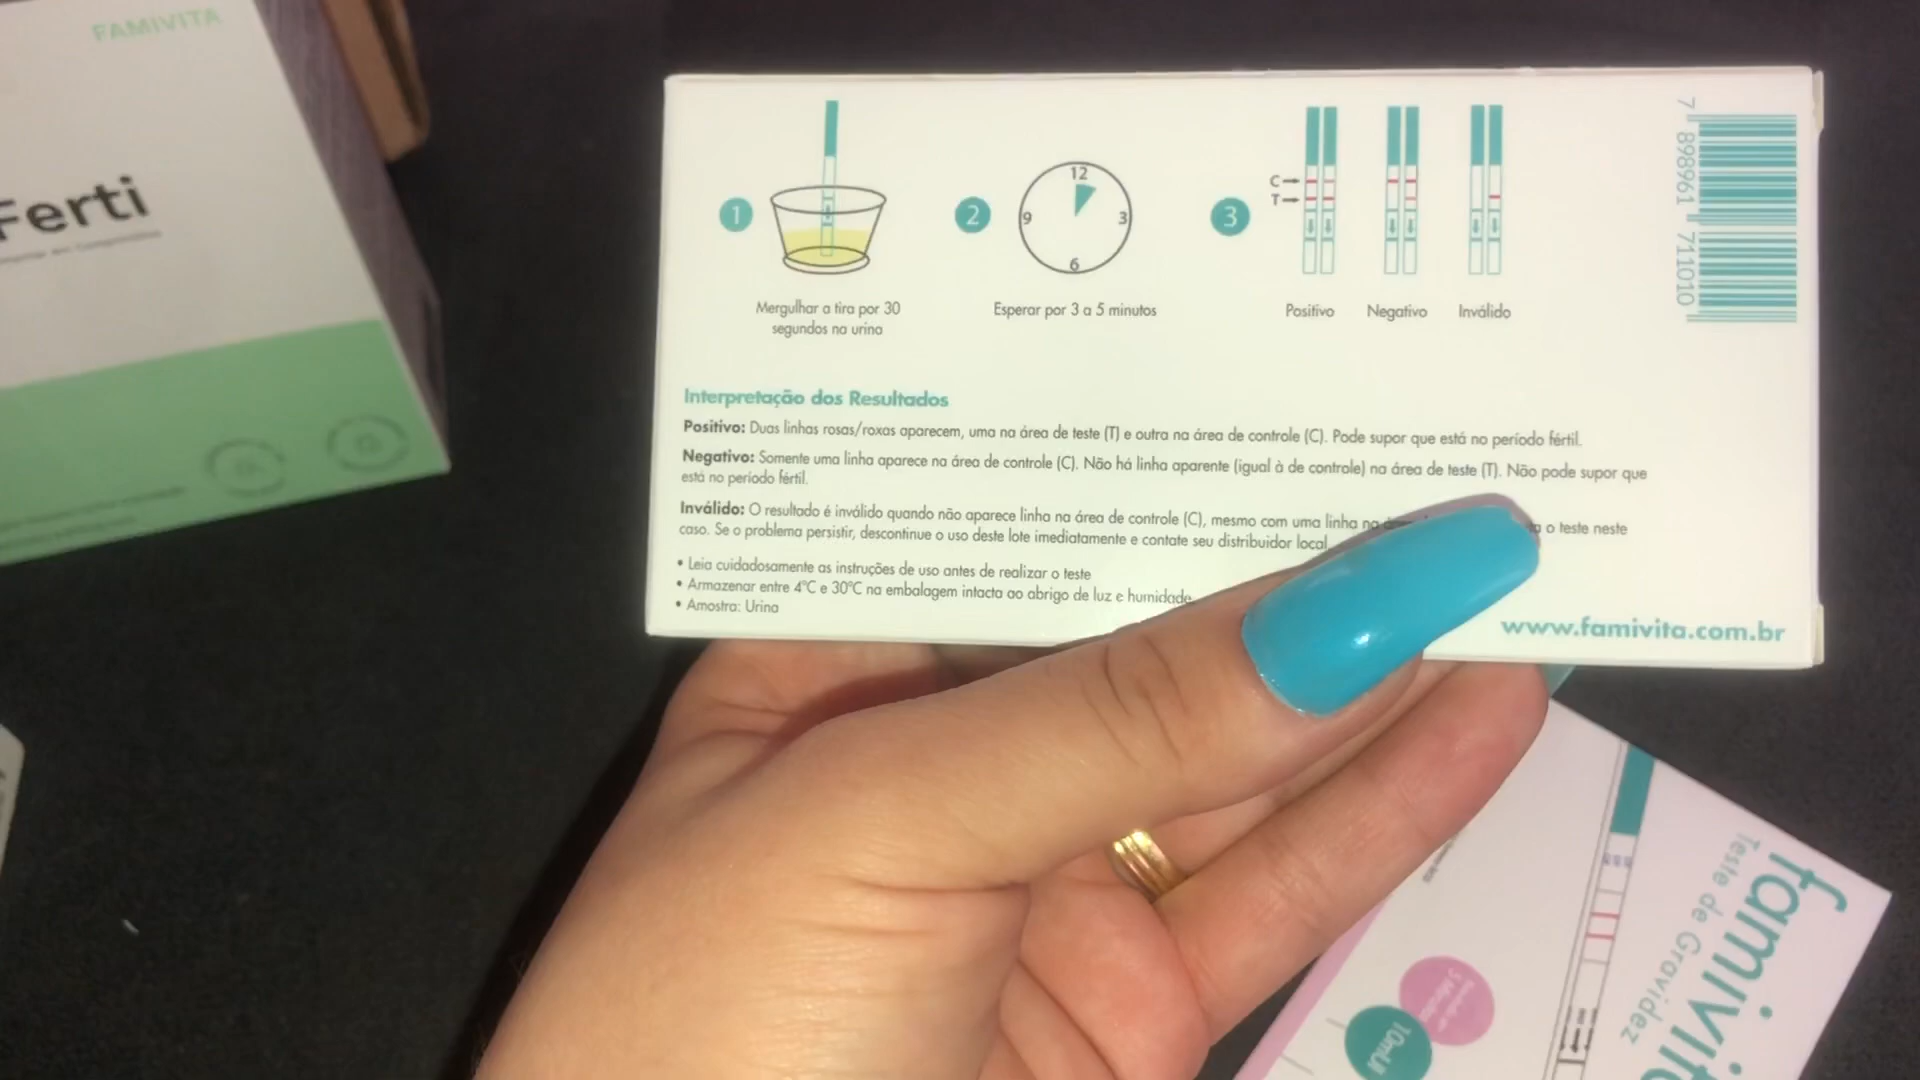 FAMIVITA
Ferti
1
2
3
12
3
6
9
C
T
Mergulhar a tira por 30
segundos na urina
Esperar por 3 a 5 minutos
Positivo
Negativo
Inválido
7 898961 711010
Interpretação dos Resultados
Positivo: Duas linhas rosas/roxas aparecem, uma na área de teste (T) e outra na área de controle (C). Pode supor que está no período fértil.
Negativo: Somente uma linha aparece na área de controle (C). Não há linha aparente (igual à de controle) na área de teste (T). Não pode supor que
está no período fértil.
Inválido: O resultado é inválido quando não aparece linha na área de controle (C), mesmo com uma linha na o teste neste
caso. Se o problema persistir, descontinue o uso deste lote imediatamente e contate seu distribuidor local
• Leia cuidadosamente as instruções de uso antes de realizar o teste
• Armazenar entre 4°C e 30°C na embalagem intacta ao abrigo de luz e humidade
• Amostra: Urina
www.famivita.com.br
famivita
Teste de Gravidez
10mUI